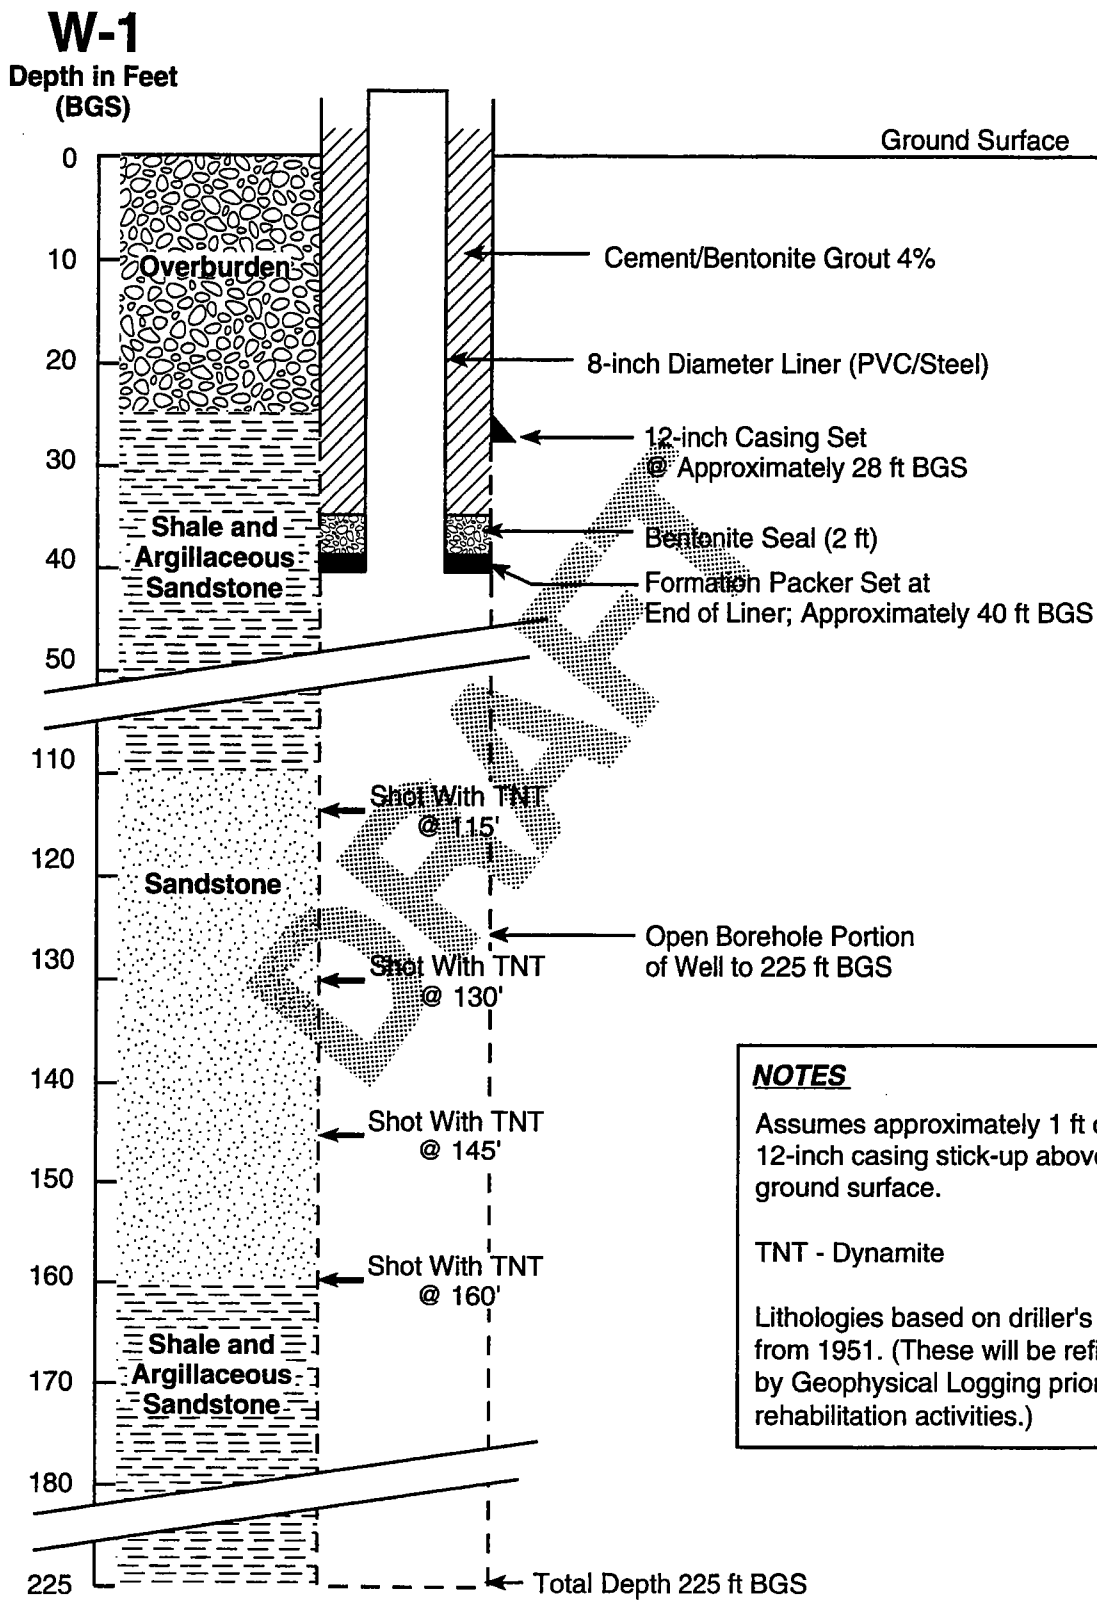 W-1
Depth in Feet
(BGS)
Ground Surface
0
10
Overburden
Cement/Bentonite Grout 4%
20
8-inch Diameter Liner (PVC/Steel)
12-inch Casing Set
@ Approximately 28 ft BGS
30
Shale and
Argillaceous
Sandstone
Bentonite Seal (2 ft)
40
Formation Packer Set at
End of Liner; Approximately 40 ft BGS
50
110
Shot With TNT
@ 115'
120
Sandstone
Open Borehole Portion
of Well to 225 ft BGS
130
Shot With TNT
@ 130'
140
Shot With TNT
@ 145'
150
160
Shot With TNT
@ 160'
Shale and
Argillaceous
Sandstone
170
180
225
Total Depth 225 ft BGS
NOTES
Assumes approximately 1 ft
12-inch casing stick-up above
ground surface.
TNT - Dynamite
Lithologies based on driller's
from 1951. (These will be
by Geophysical Logging prior
rehabilitation activities.)
DRAFT